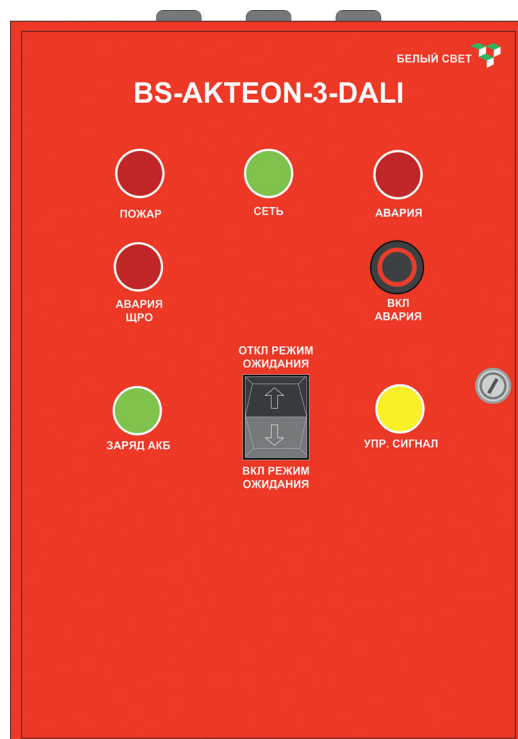 БЕЛЫЙ СВЕТ
BS-AKTEON-3-DALI
ПОЖАР
СЕТЬ
АВАРИЯ
АВАРИЯ
ЩРО
ВКЛ
АВАРИЯ
ОТКЛ РЕЖИМ
ОЖИДАНИЯ
ЗАРЯД АКБ
УПР. СИГНАЛ
ВКЛ РЕЖИМ
ОЖИДАНИЯ